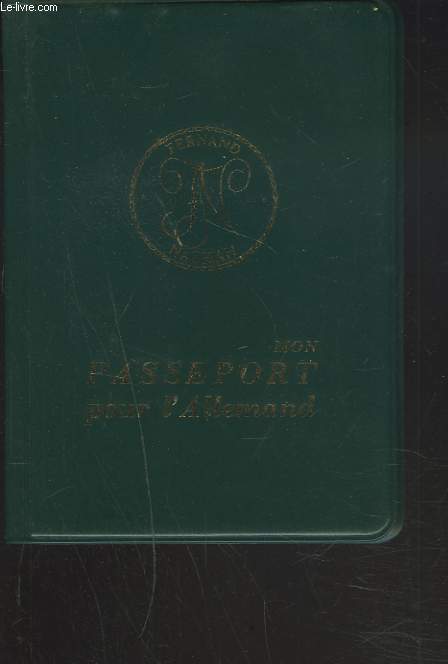 Le-livre.com
FERNAND
NATHAN
MON
PASSEPORT
pour l'Allemand